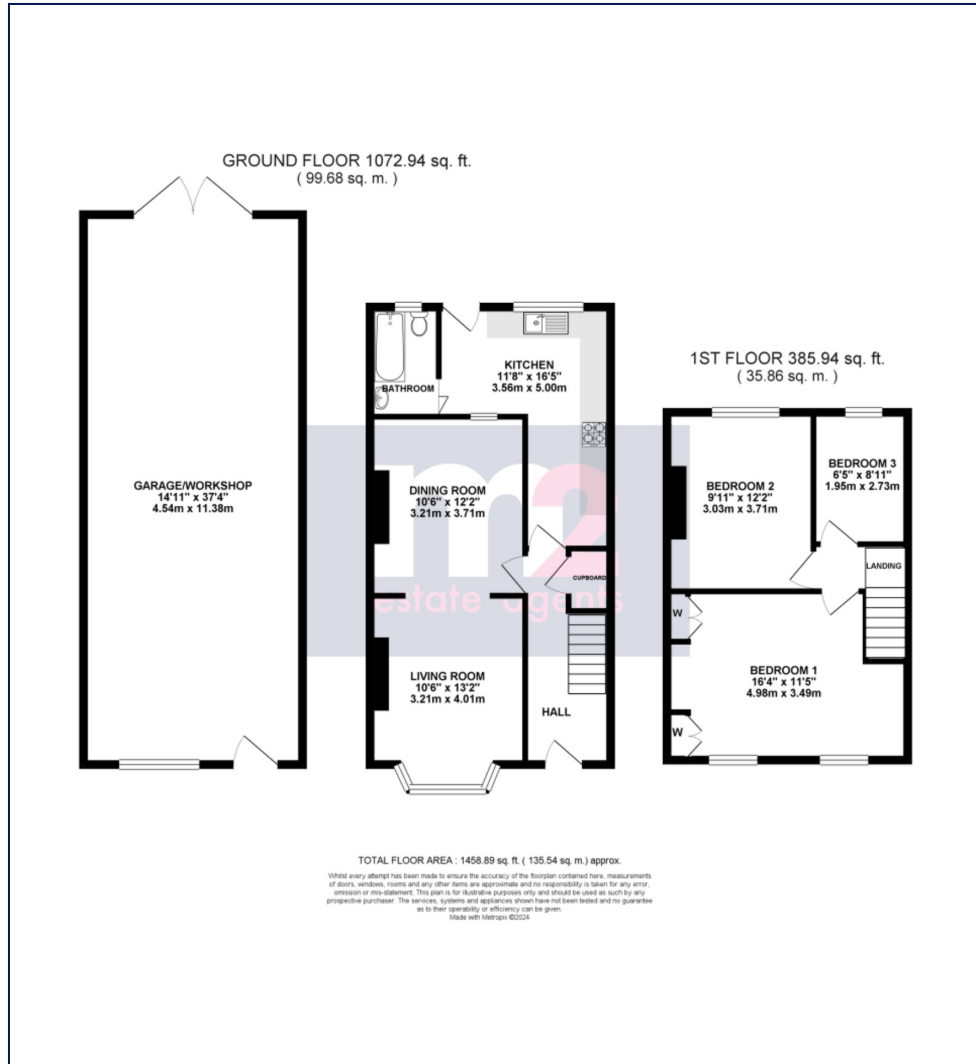 GROUND FLOOR 1072.94 sq. ft.
( 99.68 sq. m. )
GARAGE/WORKSHOP
14'11" x 37'4"
4.54m x 11.38m
BATHROOM
KITCHEN
11'8" x 16'5"
3.56m x 5.00m
DINING ROOM
10'6" x 12'2"
3.21m x 3.71m
CUPBOARD
LIVING ROOM
10'6" x 13'2"
3.21m x 4.01m
HALL
m2
estate agents
1ST FLOOR 385.94 sq. ft.
( 35.86 sq. m. )
BEDROOM 2
9'11" x 12'2"
3.03m x 3.71m
BEDROOM 3
6'5" x 8'11"
1.95m x 2.73m
LANDING
W
BEDROOM 1
16'4" x 11'5"
4.98m x 3.49m
W
TOTAL FLOOR AREA : 1458.89 sq. ft. ( 135.54 sq. m.) approx.
Whilst every attempt has been made to ensure the accuracy of the floorplan contained here, measurements
of doors, windows, rooms and any other items are approximate and no responsibility is taken for any error,
omission or mis-statement. This plan is for illustrative purposes only and should be used as such by any
prospective purchaser. The services, systems and appliances shown have not been tested and no guarantee
as to their operability or efficiency can be given.
Made with Metropix ©2024